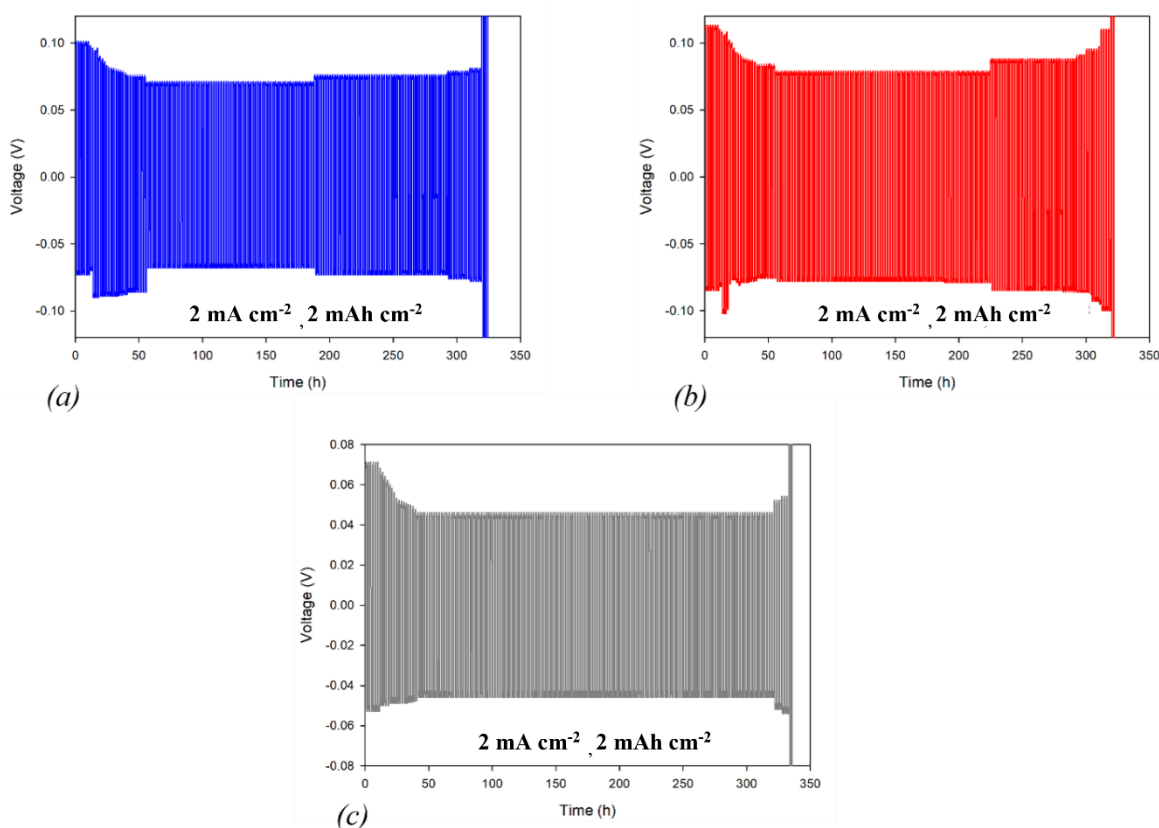 0.10
0.05
0.00
-0.05
-0.10
Voltage (V)
2 mA cm-2 , 2 mAh cm-2
0 50 100 150 200 250 300 350
Time (h)
(a)
0.10
0.05
0.00
-0.05
-0.10
Voltage (V)
2 mA cm-2 , 2 mAh cm-2
0 50 100 150 200 250 300 350
Time (h)
(b)
0.08
0.06
0.04
0.02
0.00
-0.02
-0.04
-0.06
-0.08
Voltage (V)
2 mA cm-2 , 2 mAh cm-2
0 50 100 150 200 250 300 350
Time (h)
(c)